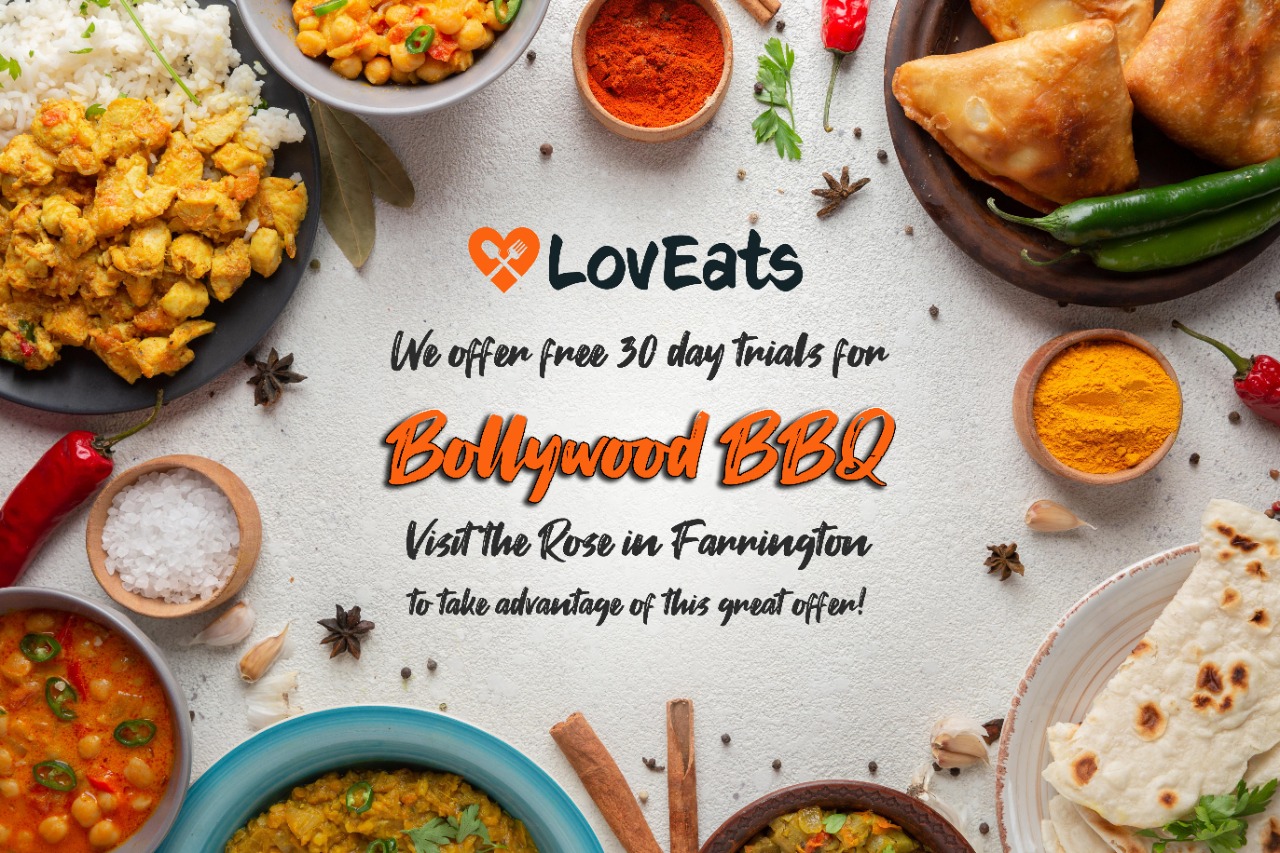 LovEats
We offer free 30 day trials for
Bollywood BBQ
Visit the Rose in Farrington
to take advantage of this great offer!